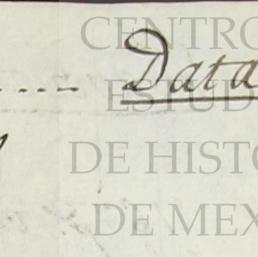 CENTRO
Data
ESTUD
DE HISTO
DE MEX